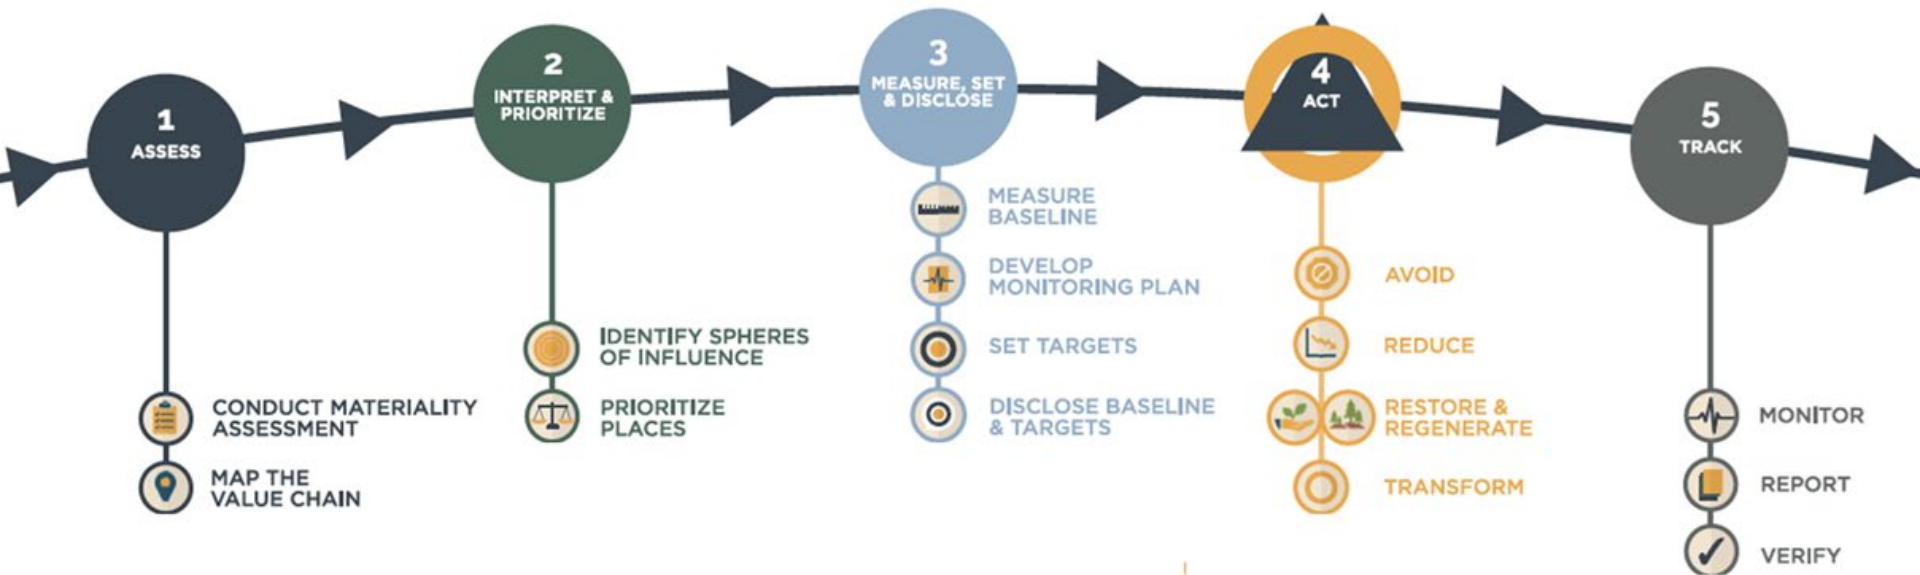 1
ASSESS
CONDUCT MATERIALITY
ASSESSMENT
MAP THE
VALUE CHAIN
2
INTERPRET &
PRIORITIZE
IDENTIFY SPHERES
OF INFLUENCE
PRIORITIZE
PLACES
3
MEASURE, SET
& DISCLOSE
MEASURE
BASELINE
DEVELOP
MONITORING PLAN
SET TARGETS
DISCLOSE BASELINE
& TARGETS
4
ACT
AVOID
REDUCE
RESTORE &
REGENERATE
TRANSFORM
5
TRACK
MONITOR
REPORT
VERIFY